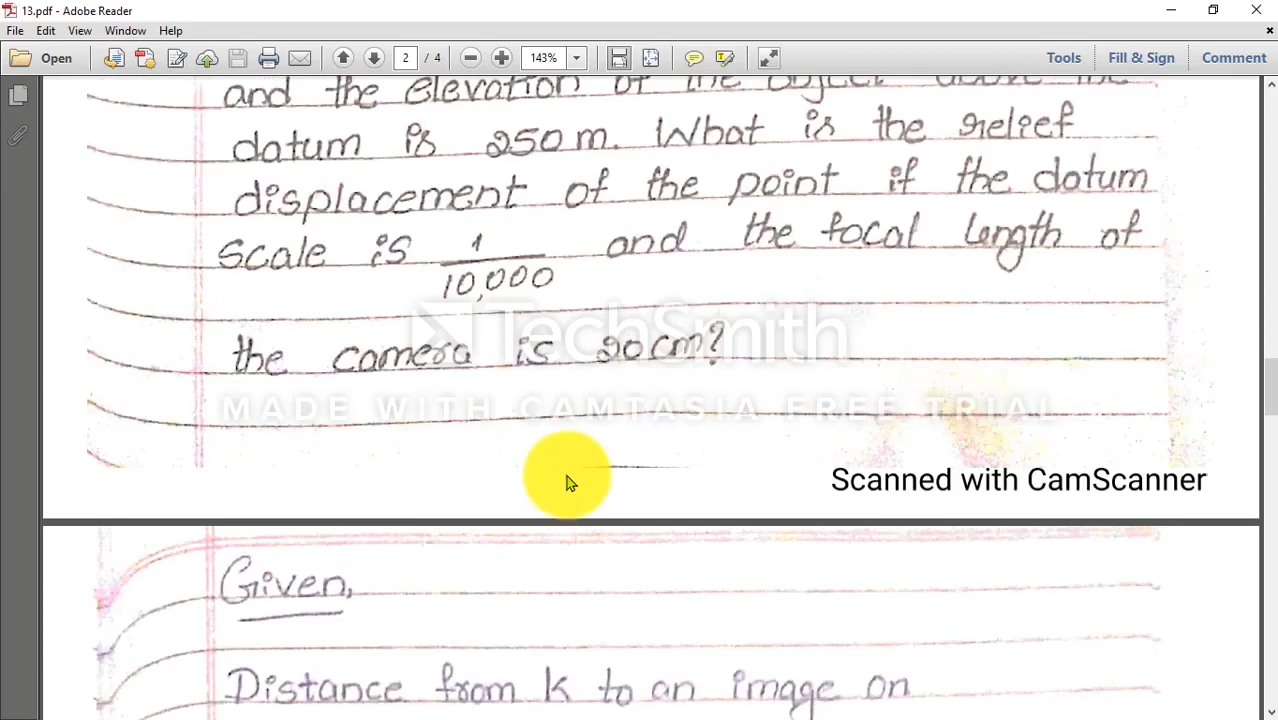 13.pdf - Adobe Reader
File Edit View Window Help
Open 2 / 4 143% Tools Fill & Sign Comment
and the elevation of the object above the
datum is 250 m. What is the relief
displacement of the point if the datum
scale is 1/10,000 and the focal length of
the camera is 20cm?
TechSmith
MADE WITH CAMTASIA FREE TRIAL
Scanned with CamScanner
Given,
Distance from k to an image on